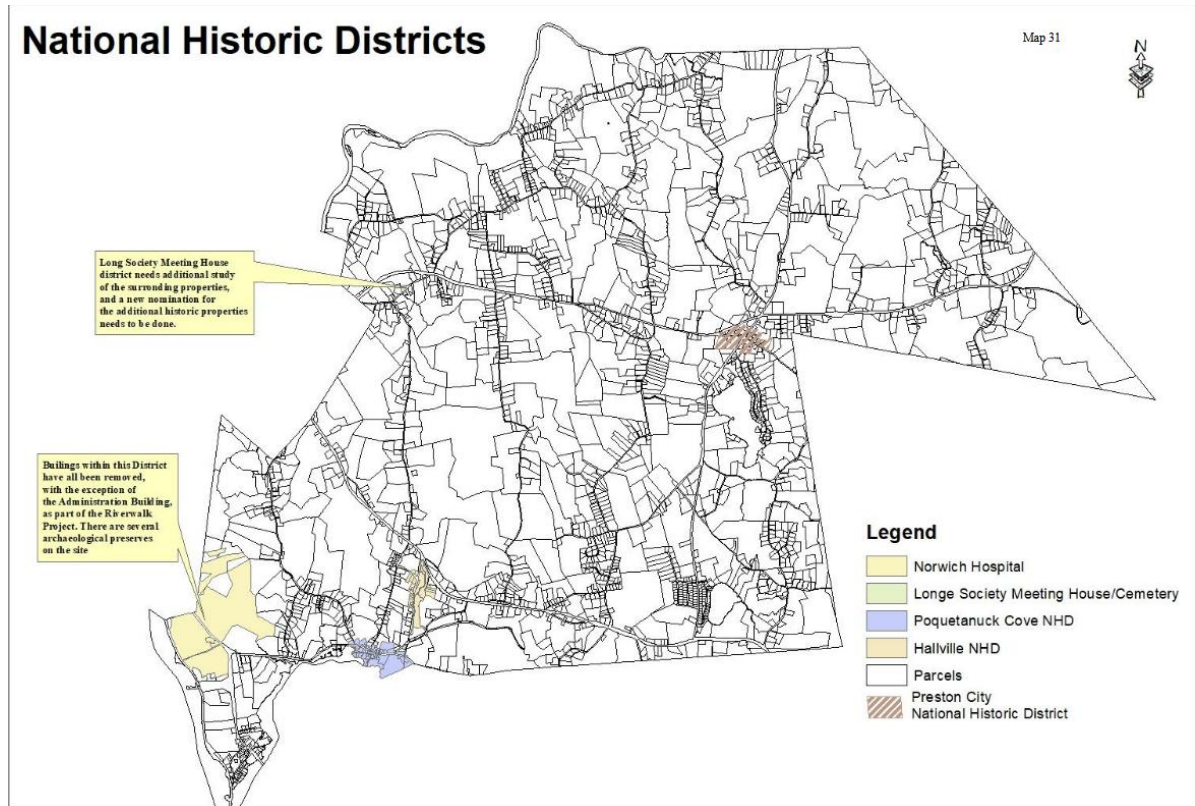 National Historic Districts
Map 31
N
Long Society Meeting House
district needs additional study
of the surronding properties,
and a new nomination for
the additional historic properties
needs to be done.
Builings within this District
have all been removed,
with the exception of
the Administration Building,
as part of the Riverwalk
Project. There are several
archaeological preserves
on the site
Legend
Norwich Hospital
Longe Society Meeting House/Cemetery
Poquetanuck Cove NHD
Hallville NHD
Parcels
Preston City
National Historic District